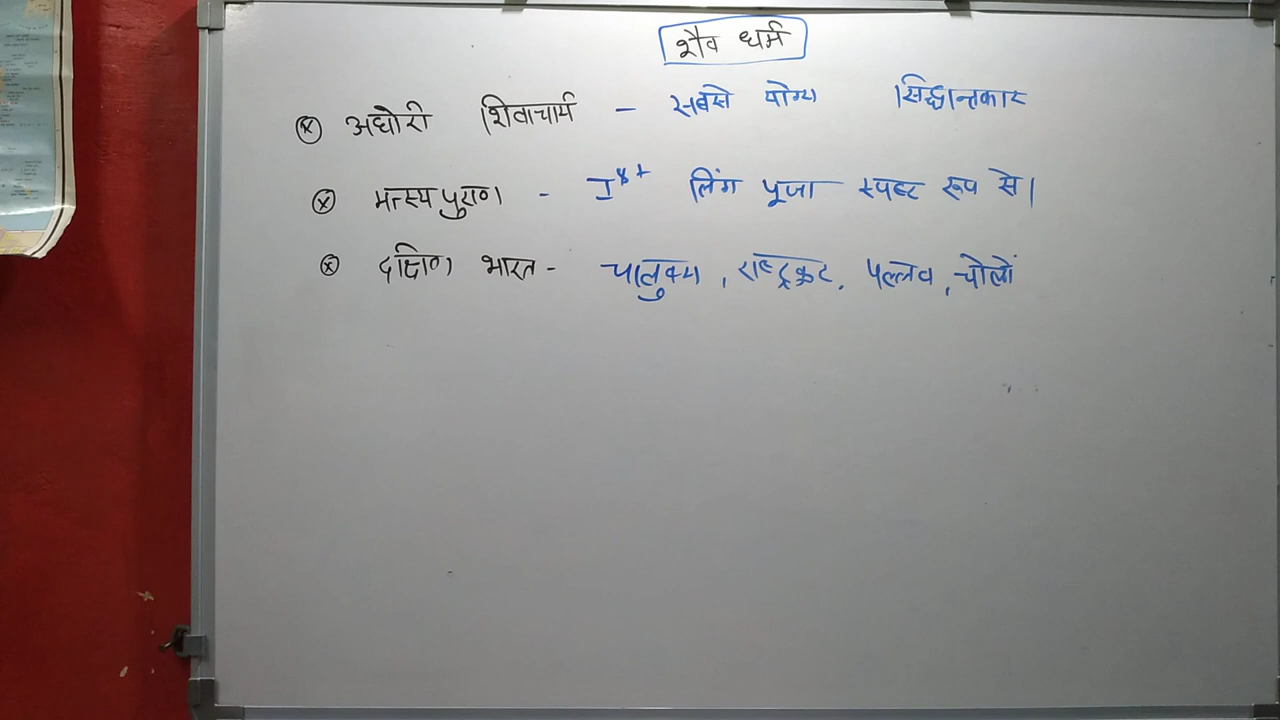 शैव धर्म
⊗ अघोरी शिवाचार्य - सबसे योग्य सिद्धान्तकार
⊗ मत्स्यपुराण - Ist लिंग पूजा स्पष्ट रूप से।
⊗ दक्षिण भारत - चालुक्य, राष्ट्रकूट, पल्लव, चोलों